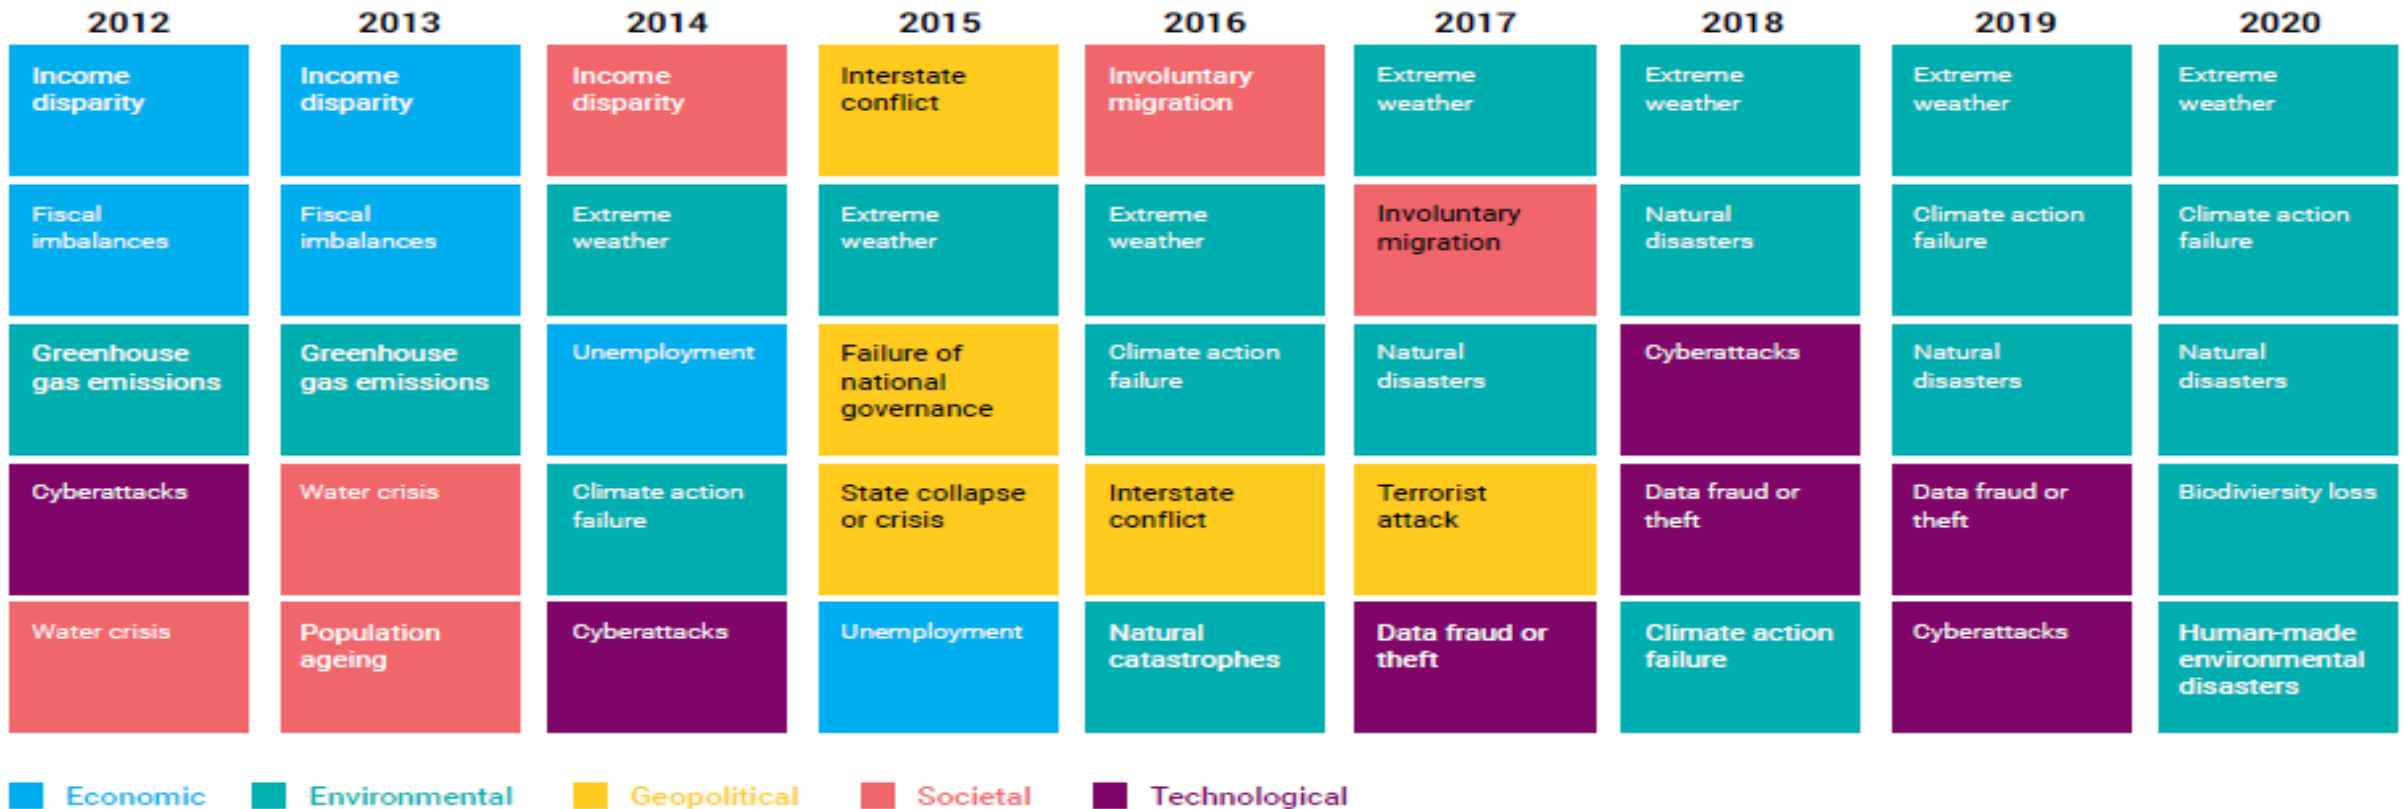 2012 2013 2014 2015 2016 2017 2018 2019 2020
Income Income Income Interstate Involuntary Extreme Extreme Extreme Extreme
disparity disparity disparity conflict migration weather weather weather weather
Fiscal Fiscal Extreme Extreme Extreme Involuntary Natural Climate action Climate action
imbalances imbalances weather weather weather migration disasters failure failure
Greenhouse Greenhouse Unemployment Failure of Climate action Natural Cyberattacks Natural Natural
gas emissions gas emissions national failure disasters disasters disasters
governance
Cyberattacks Water crisis Climate action State collapse Interstate Terrorist Data fraud or Data fraud or Biodiviersity loss
failure or crisis conflict attack theft theft
Water crisis Population Cyberattacks Unemployment Natural Data fraud or Climate action Cyberattacks Human-made
ageing catastrophes theft failure environmental
disasters
Economic Environmental Geopolitical Societal Technological